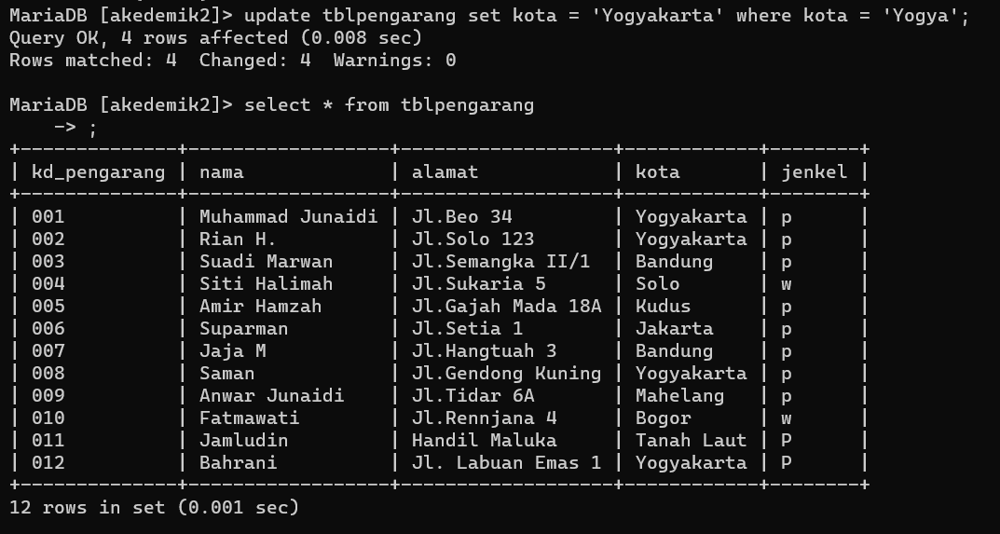 MariaDB [akedemik2]> update tblpengarang set kota = 'Yogyakarta' where kota = 'Yogya';
Query OK, 4 rows affected (0.008 sec)
Rows matched: 4  Changed: 4  Warnings: 0

MariaDB [akedemik2]> select * from tblpengarang
    -> ;
+--------------+------------------+-------------------+------------+--------+
| kd_pengarang | nama             | alamat            | kota       | jenkel |
+--------------+------------------+-------------------+------------+--------+
| 001          | Muhammad Junaidi | Jl.Beo 34         | Yogyakarta | p      |
| 002          | Rian H.          | Jl.Solo 123       | Yogyakarta | p      |
| 003          | Suadi Marwan     | Jl.Semangka II/1  | Bandung    | p      |
| 004          | Siti Halimah     | Jl.Sukaria 5      | Solo       | w      |
| 005          | Amir Hamzah      | Jl.Gajah Mada 18A | Kudus      | p      |
| 006          | Suparman         | Jl.Setia 1        | Jakarta    | p      |
| 007          | Jaja M           | Jl.Hangtuah 3     | Bandung    | p      |
| 008          | Saman            | Jl.Gendong Kuning | Yogyakarta | p      |
| 009          | Anwar Junaidi    | Jl.Tidar 6A       | Mahelang   | p      |
| 010          | Fatmawati        | Jl.Rennjana 4     | Bogor      | w      |
| 011          | Jamludin         | Handil Maluka     | Tanah Laut | P      |
| 012          | Bahrani          | Jl. Labuan Emas 1 | Yogyakarta | P      |
+--------------+------------------+-------------------+------------+--------+
12 rows in set (0.001 sec)